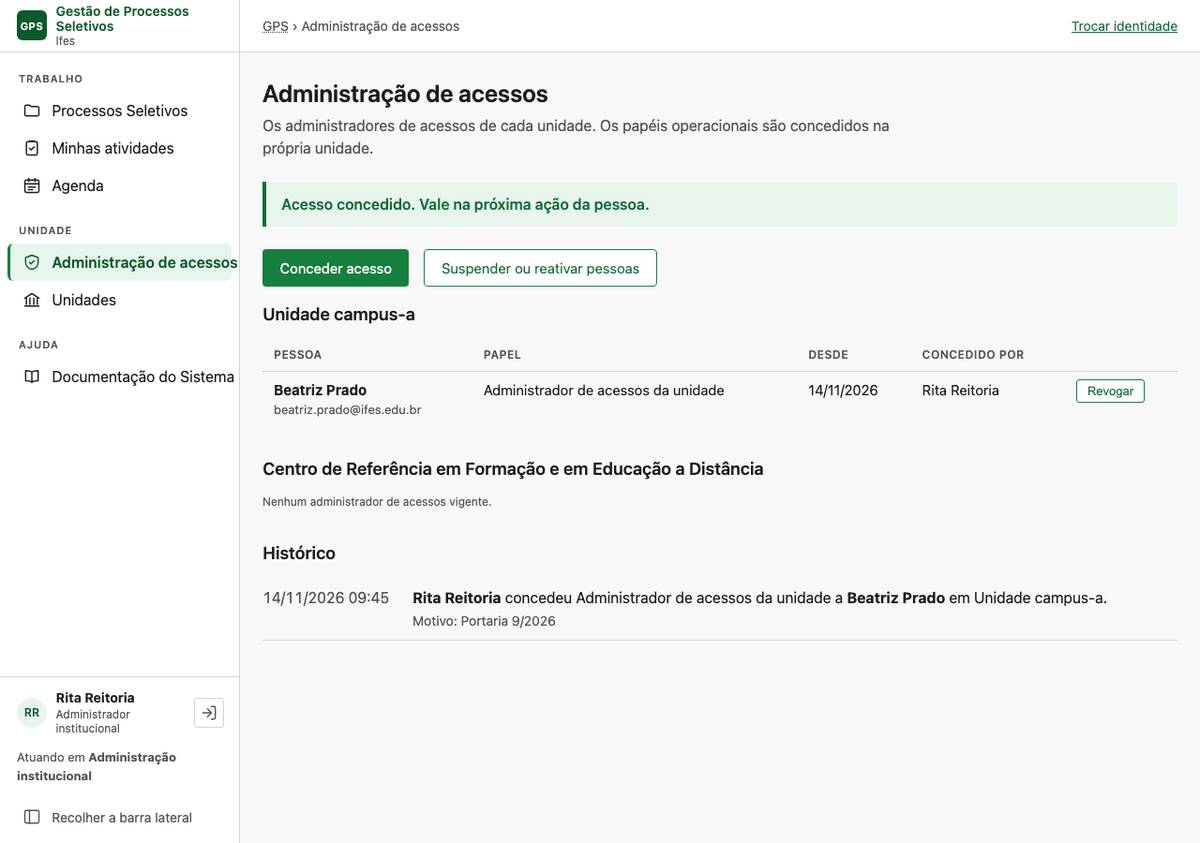 GPS
Gestão de Processos
Seletivos
Ifes
GPS › Administração de acessos
Trocar identidade
TRABALHO
Processos Seletivos
Minhas atividades
Agenda
UNIDADE
Administração de acessos
Unidades
AJUDA
Documentação do Sistema
Administração de acessos
Os administradores de acessos de cada unidade. Os papéis operacionais são concedidos na
própria unidade.
Acesso concedido. Vale na próxima ação da pessoa.
Conceder acesso
Suspender ou reativar pessoas
Unidade campus-a
PESSOA PAPEL DESDE CONCEDIDO POR
Beatriz Prado Administrador de acessos da unidade 14/11/2026 Rita Reitoria Revogar
beatriz.prado@ifes.edu.br
Centro de Referência em Formação e em Educação a Distância
Nenhum administrador de acessos vigente.
Histórico
14/11/2026 09:45 Rita Reitoria concedeu Administrador de acessos da unidade a Beatriz Prado em Unidade campus-a.
Motivo: Portaria 9/2026
RR
Rita Reitoria
Administrador
institucional
Atuando em Administração
institucional
Recolher a barra lateral